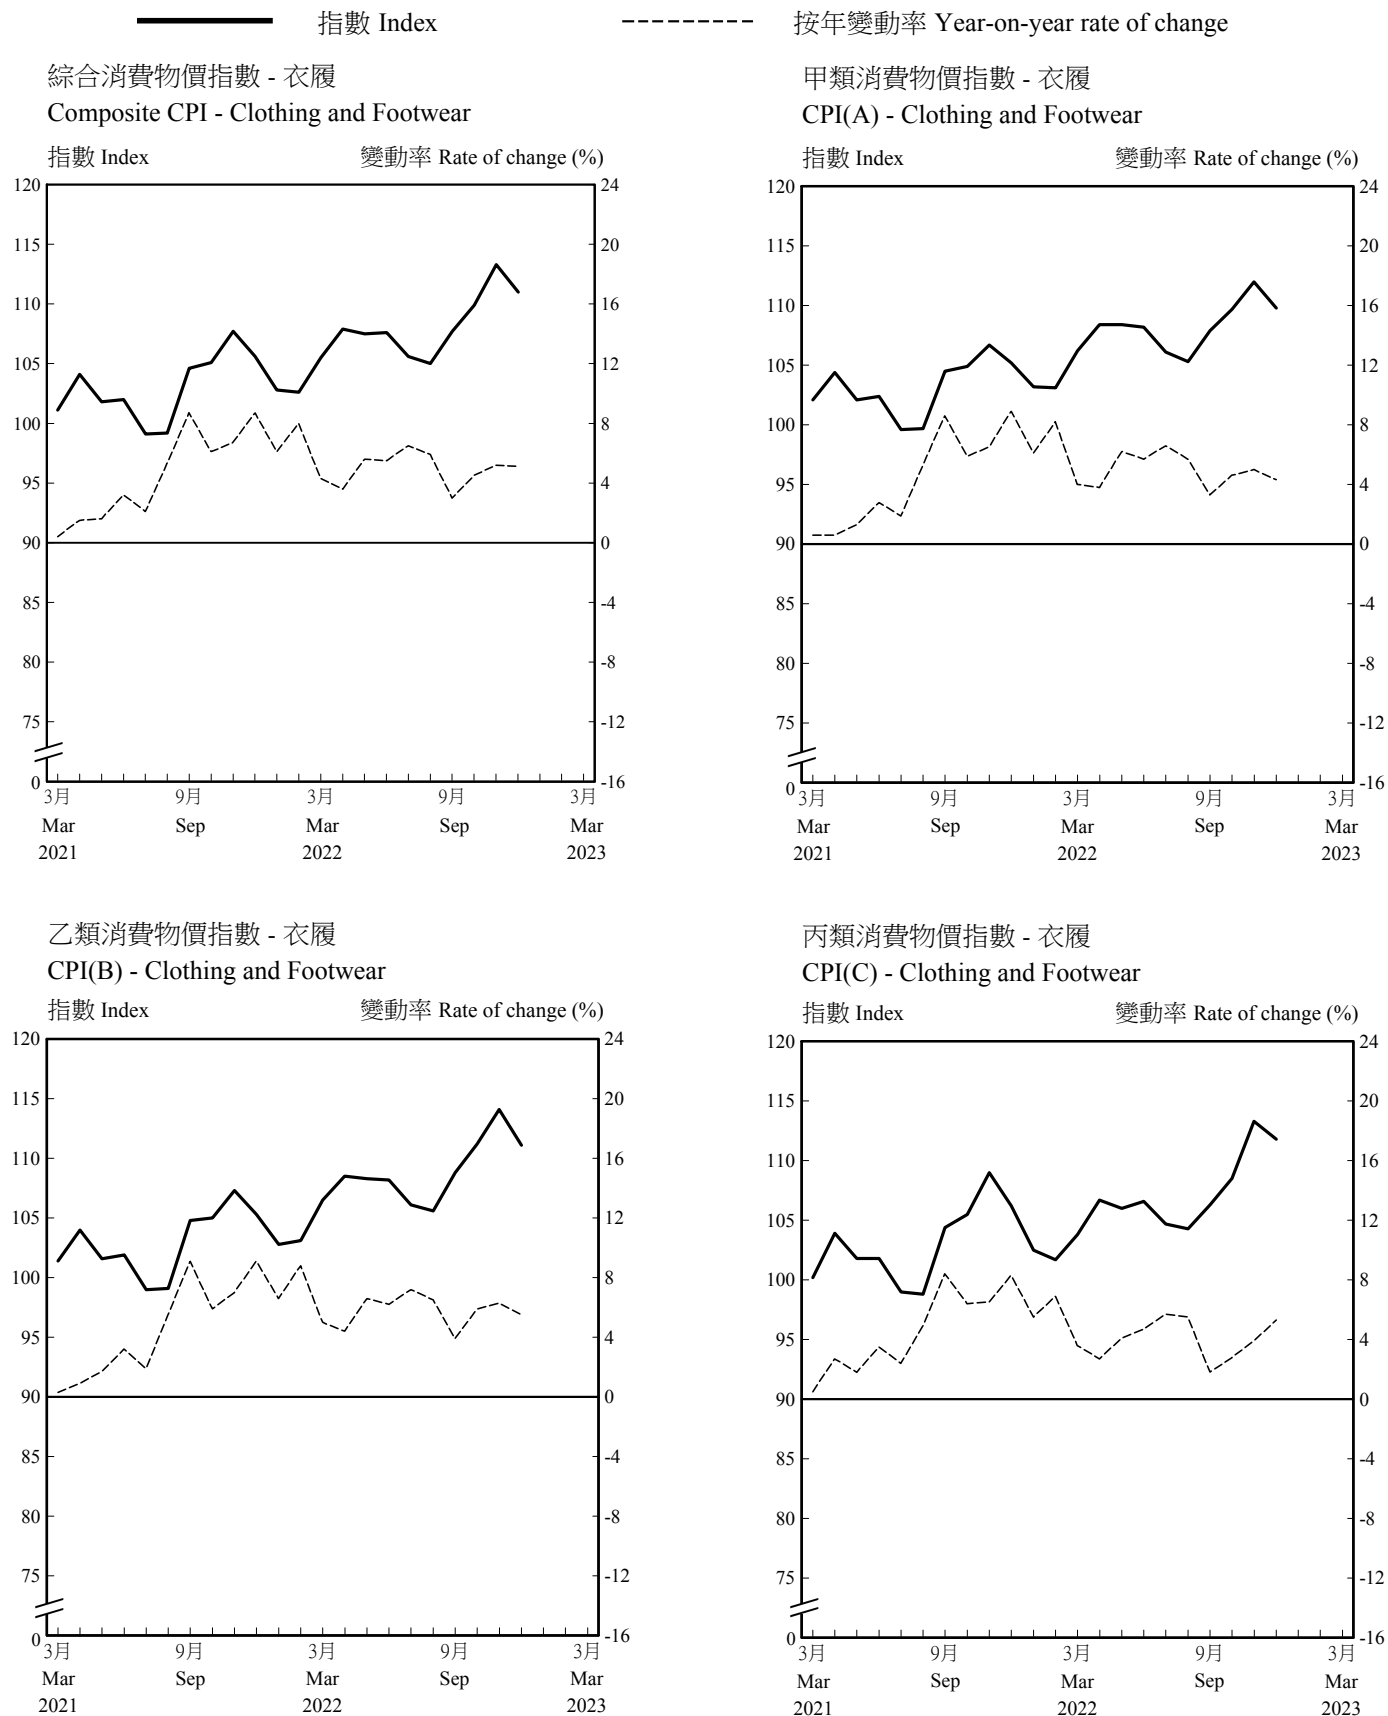 指數 Index
按年變動率 Year-on-year rate of change
綜合消費物價指數 - 衣履
Composite CPI - Clothing and Footwear
指數 Index 變動率 Rate of change (%)
120 24
115 20
110 16
105 12
100 8
95 4
90 0
85 -4
80 -8
75 -12
0 -16
3月 9月 3月 9月 3月
Mar Sep Mar Sep Mar
2021 2022 2023
甲類消費物價指數 - 衣履
CPI(A) - Clothing and Footwear
指數 Index 變動率 Rate of change (%)
120 24
115 20
110 16
105 12
100 8
95 4
90 0
85 -4
80 -8
75 -12
0 -16
3月 9月 3月 9月 3月
Mar Sep Mar Sep Mar
2021 2022 2023
乙類消費物價指數 - 衣履
CPI(B) - Clothing and Footwear
指數 Index 變動率 Rate of change (%)
120 24
115 20
110 16
105 12
100 8
95 4
90 0
85 -4
80 -8
75 -12
0 -16
3月 9月 3月 9月 3月
Mar Sep Mar Sep Mar
2021 2022 2023
丙類消費物價指數 - 衣履
CPI(C) - Clothing and Footwear
指數 Index 變動率 Rate of change (%)
120 24
115 20
110 16
105 12
100 8
95 4
90 0
85 -4
80 -8
75 -12
0 -16
3月 9月 3月 9月 3月
Mar Sep Mar Sep Mar
2021 2022 2023